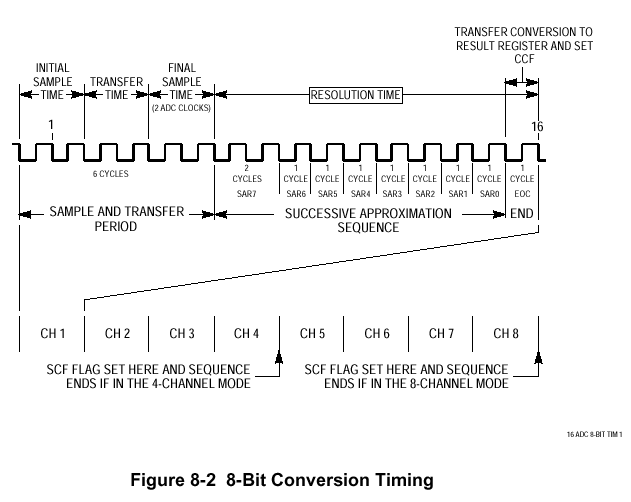 TRANSFER CONVERSION TO
RESULT REGISTER AND SET
CCF
INITIAL
SAMPLE
TIME
TRANSFER
TIME
FINAL
SAMPLE
TIME
(2 ADC CLOCKS)
RESOLUTION TIME
1
16
6 CYCLES
2
CYCLES
SAR7
1
CYCLE
SAR6
1
CYCLE
SAR5
1
CYCLE
SAR4
1
CYCLE
SAR3
1
CYCLE
SAR2
1
CYCLE
SAR1
1
CYCLE
SAR0
1
CYCLE
EOC
SAMPLE AND TRANSFER
PERIOD
SUCCESSIVE APPROXIMATION
SEQUENCE
END
CH 1
CH 2
CH 3
CH 4
CH 5
CH 6
CH 7
CH 8
SCF FLAG SET HERE AND SEQUENCE
ENDS IF IN THE 4-CHANNEL MODE
SCF FLAG SET HERE AND SEQUENCE
ENDS IF IN THE 8-CHANNEL MODE
16 ADC 8-BIT TIM 1
Figure 8-2 8-Bit Conversion Timing